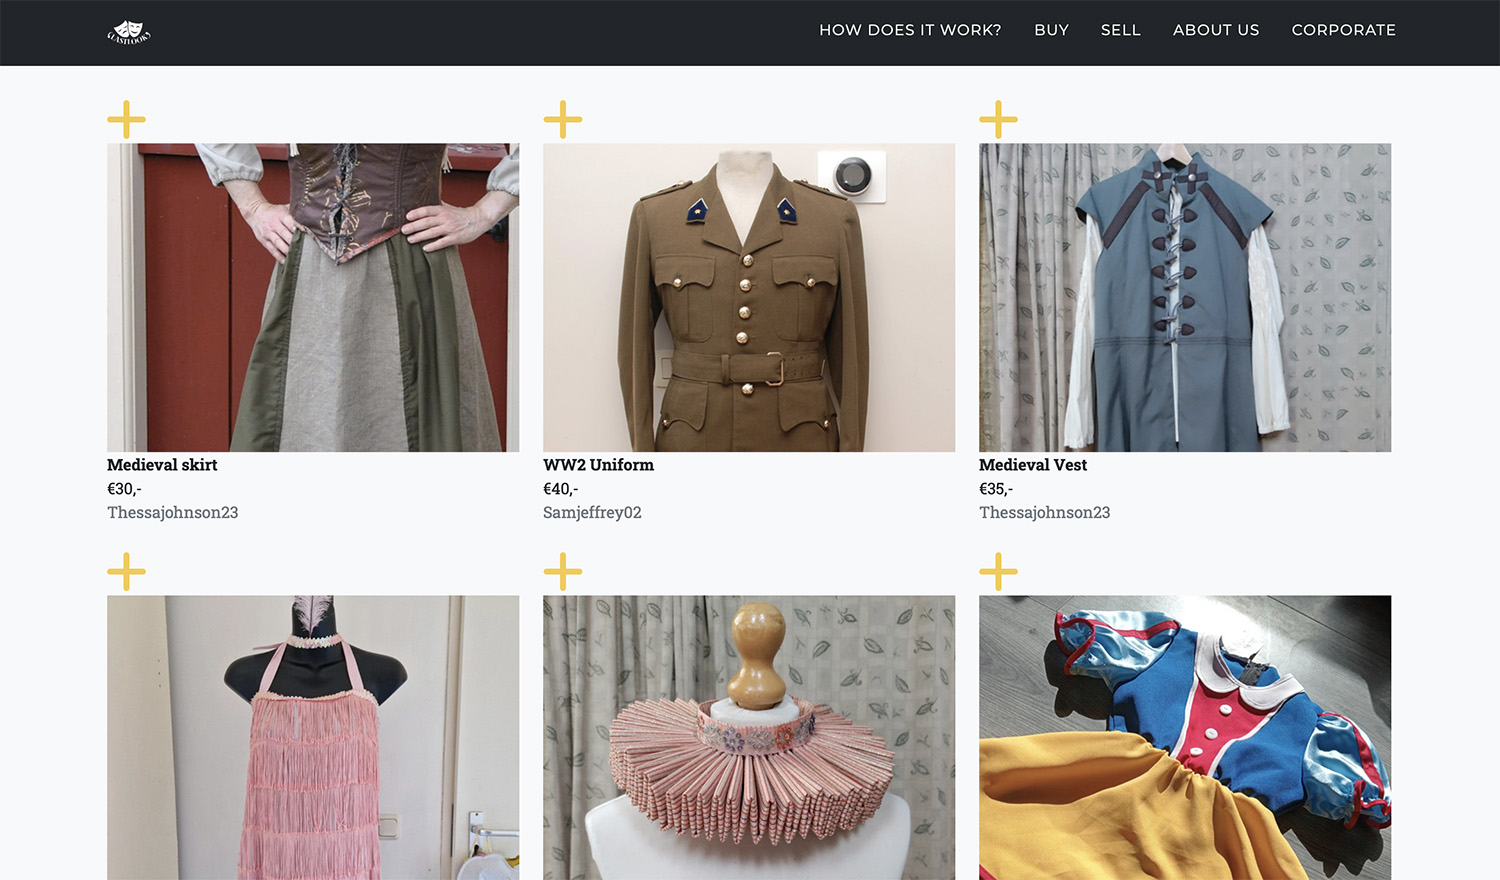 LASTLOOKS
HOW DOES IT WORK?
BUY
SELL
ABOUT US
CORPORATE
Medieval skirt
€30,-
Thessajohnson23
WW2 Uniform
€40,-
Samjeffrey02
Medieval Vest
€35,-
Thessajohnson23